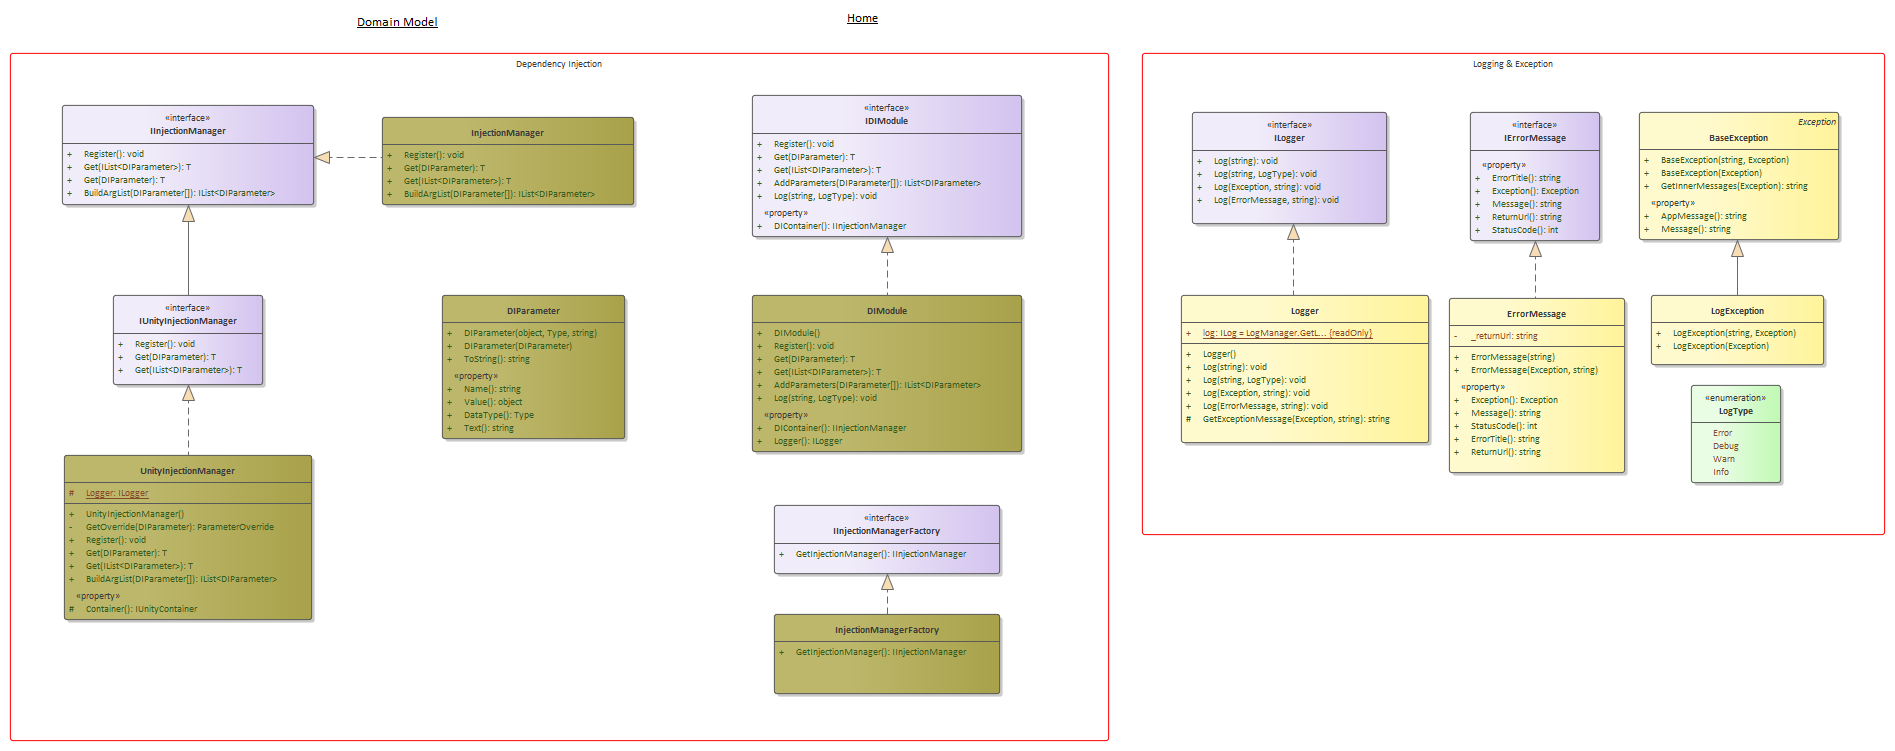 Domain Model
Home
Dependency Injection
«interface»
IInjectionManager
+ Register(): void
+ Get(IList<DIParameter>): T
+ Get(DIParameter): T
+ BuildArgList(DIParameter[]): IList<DIParameter>
InjectionManager
+ Register(): void
+ Get(DIParameter): T
+ Get(IList<DIParameter>): T
+ BuildArgList(DIParameter[]): IList<DIParameter>
«interface»
IDIModule
+ Register(): void
+ Get(DIParameter): T
+ Get(IList<DIParameter>): T
+ AddParameters(DIParameter[]): IList<DIParameter>
+ Log(string, LogType): void
«property»
+ DIContainer(): IInjectionManager
«interface»
IUnityInjectionManager
+ Register(): void
+ Get(DIParameter): T
+ Get(IList<DIParameter>): T
DIParameter
+ DIParameter(object, Type, string)
+ DIParameter(DIParameter)
+ ToString(): string
«property»
+ Name(): string
+ Value(): object
+ DataType(): Type
+ Text(): string
DIModule
+ DIModule()
+ Register(): void
+ Get(DIParameter): T
+ Get(IList<DIParameter>): T
+ AddParameters(DIParameter[]): IList<DIParameter>
+ Log(string, LogType): void
«property»
+ DIContainer(): IInjectionManager
+ Logger(): ILogger
UnityInjectionManager
# Logger: ILogger
+ UnityInjectionManager()
- GetOverride(DIParameter): ParameterOverride
+ Register(): void
+ Get(DIParameter): T
+ Get(IList<DIParameter>): T
+ BuildArgList(DIParameter[]): IList<DIParameter>
«property»
# Container(): IUnityContainer
«interface»
IInjectionManagerFactory
+ GetInjectionManager(): IInjectionManager
InjectionManagerFactory
+ GetInjectionManager(): IInjectionManager
Logging & Exception
«interface»
ILogger
+ Log(string): void
+ Log(string, LogType): void
+ Log(Exception, string): void
+ Log(ErrorMessage, string): void
«interface»
IErrorMessage
«property»
+ ErrorTitle(): string
+ Exception(): Exception
+ Message(): string
+ ReturnUrl(): string
+ StatusCode(): int
Exception
BaseException
+ BaseException(string, Exception)
+ BaseException(Exception)
+ GetInnerMessages(Exception): string
«property»
+ AppMessage(): string
+ Message(): string
Logger
+ log: ILog = LogManager.GetL... {readOnly}
+ Logger()
+ Log(string): void
+ Log(string, LogType): void
+ Log(Exception, string): void
+ Log(ErrorMessage, string): void
# GetExceptionMessage(Exception, string): string
ErrorMessage
- _returnUrl: string
+ ErrorMessage(string)
+ ErrorMessage(Exception, string)
«property»
+ Exception(): Exception
+ Message(): string
+ StatusCode(): int
+ ErrorTitle(): string
+ ReturnUrl(): string
LogException
+ LogException(string, Exception)
+ LogException(Exception)
«enumeration»
LogType
Error
Debug
Warn
Info